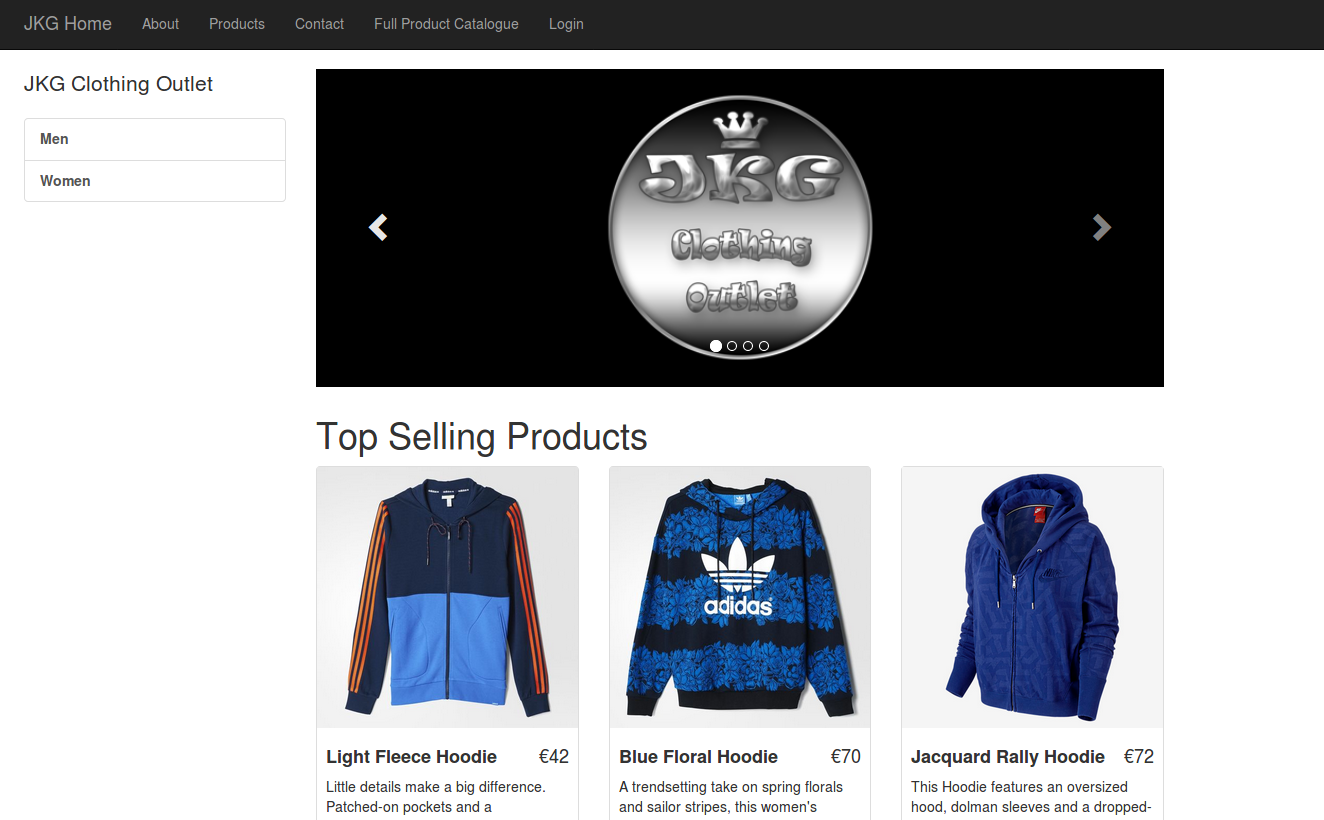 JKG Home About Products Contact Full Product Catalogue Login
JKG Clothing Outlet
Men
Women
JKG
Clothing
Outlet
Top Selling Products
adidas
Light Fleece Hoodie €42
Little details make a big difference.
Patched-on pockets and a
Blue Floral Hoodie €70
A trendsetting take on spring florals
and sailor stripes, this women's
Jacquard Rally Hoodie €72
This Hoodie features an oversized
hood, dolman sleeves and a dropped-